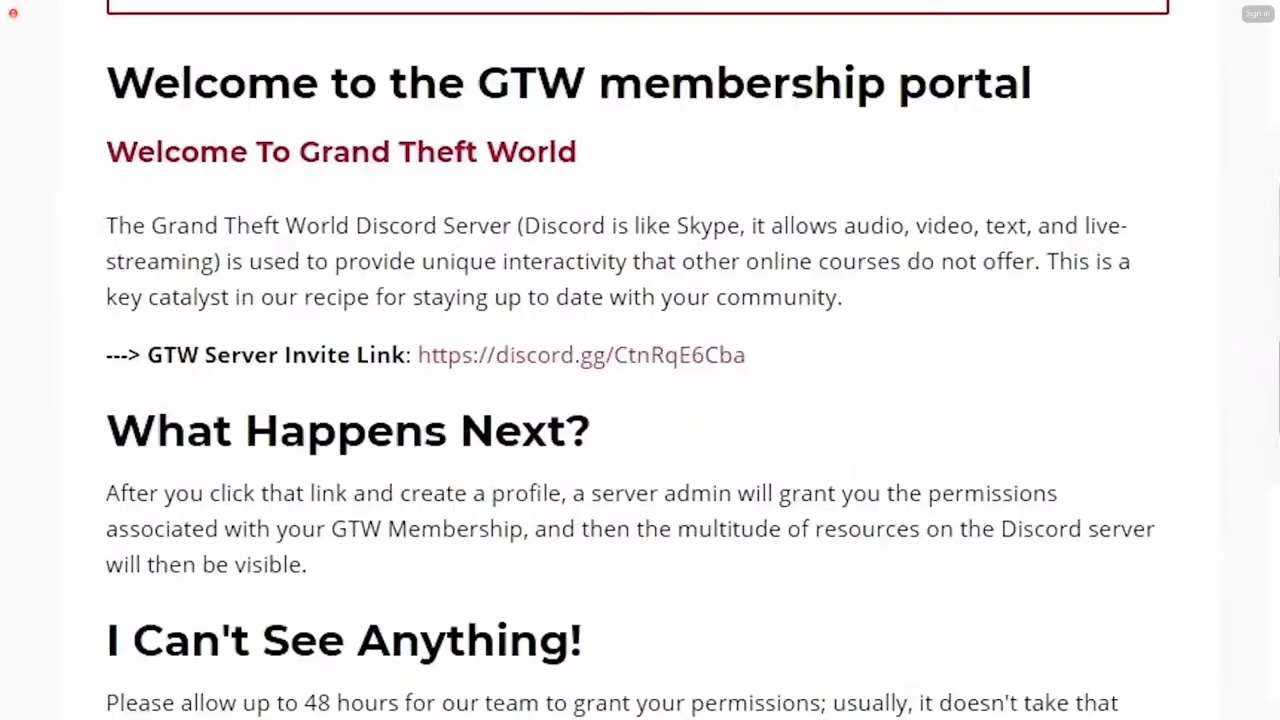 Sign in
Welcome to the GTW membership portal
Welcome To Grand Theft World
The Grand Theft World Discord Server (Discord is like Skype, it allows audio, video, text, and live-
streaming) is used to provide unique interactivity that other online courses do not offer. This is a
key catalyst in our recipe for staying up to date with your community.
---> GTW Server Invite Link: https://discord.gg/CtnRqE6Cba
What Happens Next?
After you click that link and create a profile, a server admin will grant you the permissions
associated with your GTW Membership, and then the multitude of resources on the Discord server
will then be visible.
I Can't See Anything!
Please allow up to 48 hours for our team to grant your permissions; usually, it doesn't take that